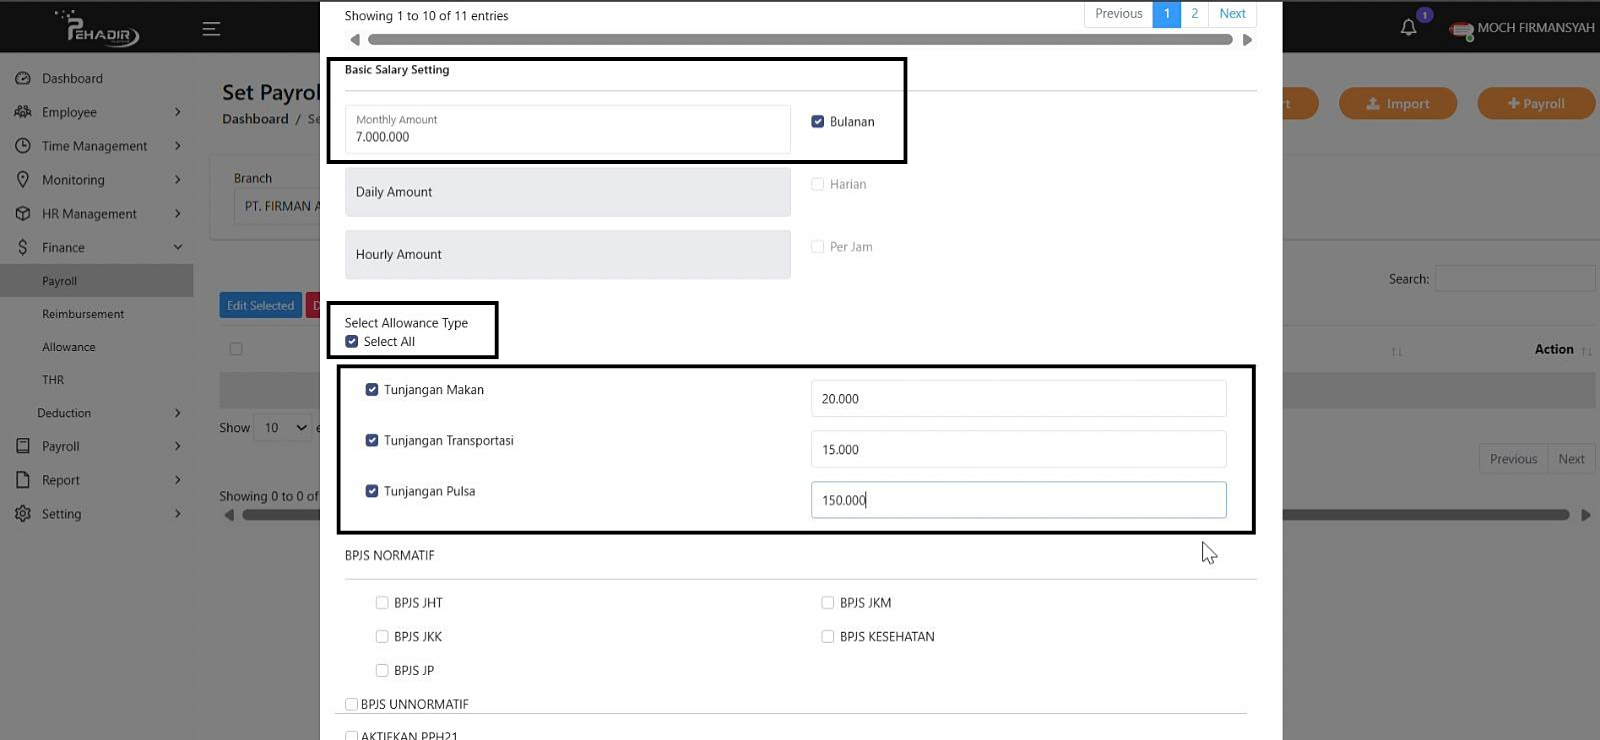 PEHADIR
1
MOCH FIRMANSYAH
Showing 1 to 10 of 11 entries
Previous 1 2 Next
Dashboard
Employee
Time Management
Monitoring
HR Management
Finance
Payroll
Reimbursement
Allowance
THR
Deduction
Payroll
Report
Setting
Set Payrol
Dashboard / Se
Import
+ Payroll
Branch
PT. FIRMAN A
Search:
Edit Selected D
Action
Show 10 e
Previous Next
Showing 0 to 0 of
Basic Salary Setting
Monthly Amount
7.000.000
Bulanan
Daily Amount
Harian
Hourly Amount
Per Jam
Select Allowance Type
Select All
Tunjangan Makan
20.000
Tunjangan Transportasi
15.000
Tunjangan Pulsa
150.000
BPJS NORMATIF
BPJS JHT
BPJS JKM
BPJS JKK
BPJS KESEHATAN
BPJS JP
BPJS UNNORMATIF
AKTIFKAN PPH21